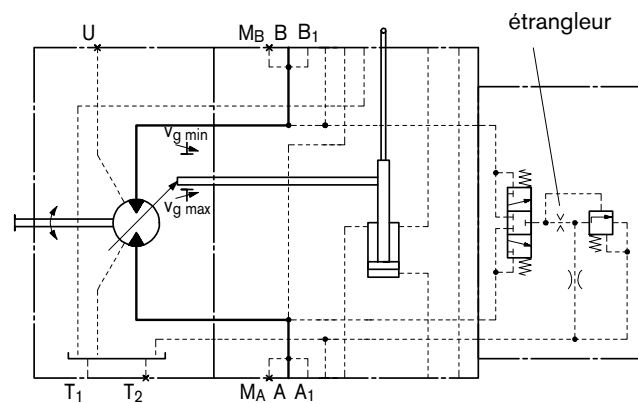 étrangleur
U
MB B B1
vg min
vg max
T1 T2
MA A A1